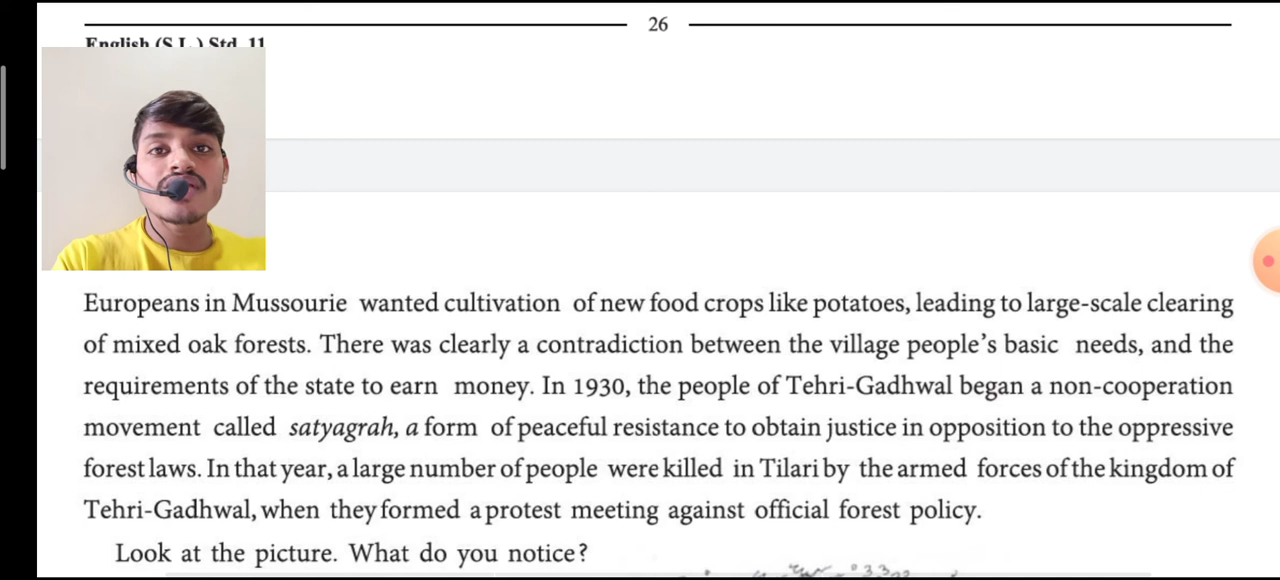 26
English (S.L.) Std. 11
Europeans in Mussourie wanted cultivation of new food crops like potatoes, leading to large-scale clearing
of mixed oak forests. There was clearly a contradiction between the village people's basic needs, and the
requirements of the state to earn money. In 1930, the people of Tehri-Gadhwal began a non-cooperation
movement called satyagrah, a form of peaceful resistance to obtain justice in opposition to the oppressive
forest laws. In that year, a large number of people were killed in Tilari by the armed forces of the kingdom of
Tehri-Gadhwal, when they formed a protest meeting against official forest policy.
Look at the picture. What do you notice?